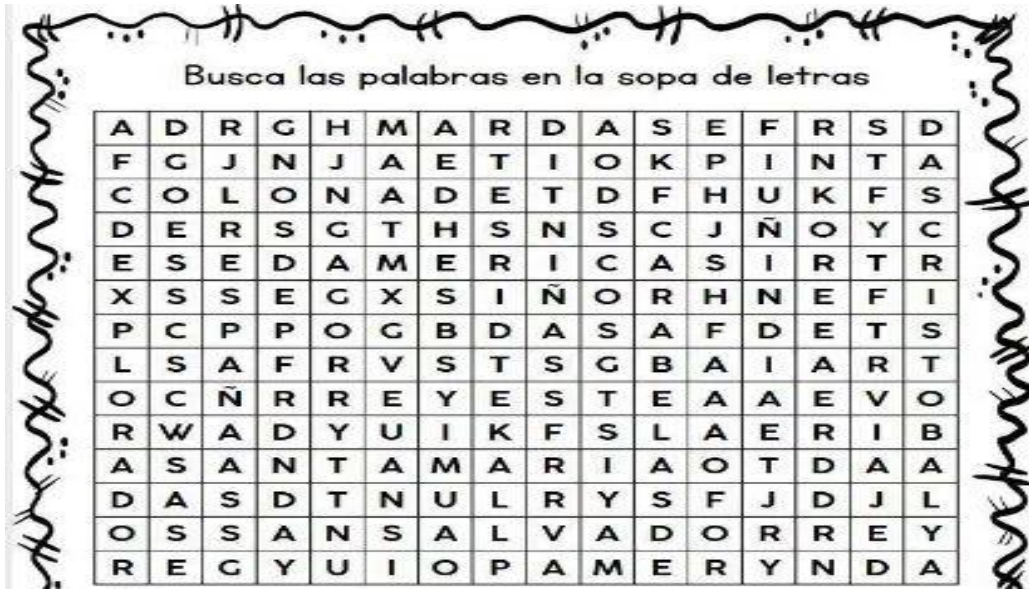 Busca las palabras en la sopa de letras
A D R G H M A R D A S E F R S D
F G J N J A E T I O K P I N T A
C O L O N A D E T D F H U K F S
D E R S G T H S N S C J Ñ O Y C
E S E D A M E R I C A S I R T R
X S S E G X S I Ñ O R H N E F I
P C P P O G B D A S A F D E T S
L S A F R V S T S G B A I A R T
O C Ñ R R E Y E S T E A A E V O
R W A D Y U I K F S L A E R I B
A S A N T A M A R I A O T D A A
D A S D T N U L R Y S F J D J L
O S S A N S A L V A D O R R E Y
R E G Y U I O P A M E R Y N D A